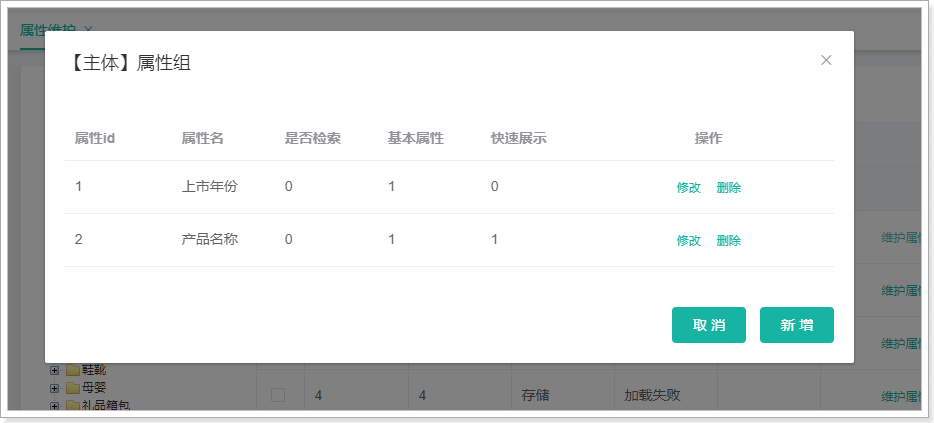 属性维护 ×
【主体】属性组
属性id 属性名 是否检索 基本属性 快速展示 操作
1 上市年份 0 1 0 修改 删除
2 产品名称 0 1 1 修改 删除
取 消 新 增
维护属
维护属
维护属
鞋靴
母婴
礼品箱包
4 4 存储 加载失败 维护属